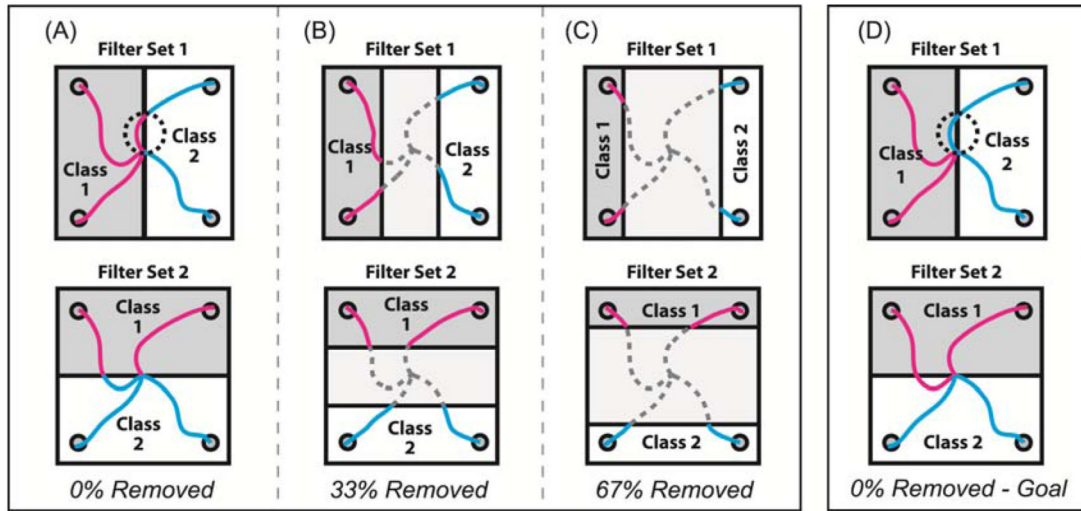 (A)
Filter Set 1
Class
1
Class
2
Filter Set 2
Class
1
Class
2
0% Removed
(B)
Filter Set 1
Class
1
Class
2
Filter Set 2
Class
1
Class
2
33% Removed
(C)
Filter Set 1
Class 1
Class 2
Filter Set 2
Class 1
Class 2
67% Removed
(D)
Filter Set 1
Class
1
Class
2
Filter Set 2
Class 1
Class 2
0% Removed - Goal